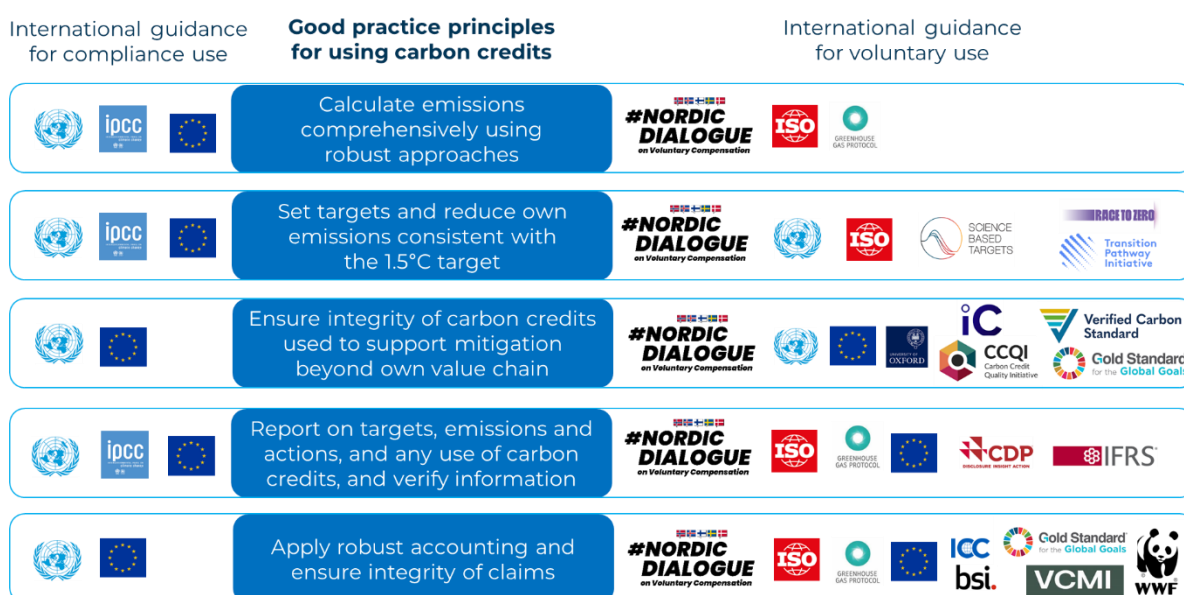 International guidance
for compliance use
Good practice principles
for using carbon credits
International guidance
for voluntary use
ipcc
Calculate emissions
comprehensively using
robust approaches
#NORDIC
DIALOGUE
on Voluntary Compensation
ISO
GREENHOUSE
GAS PROTOCOL
ipcc
Set targets and reduce own
emissions consistent with
the 1.5°C target
#NORDIC
DIALOGUE
on Voluntary Compensation
ISO
SCIENCE
BASED
TARGETS
RACE TO ZERO
Transition
Pathway
Initiative
Ensure integrity of carbon credits
used to support mitigation
beyond own value chain
#NORDIC
DIALOGUE
on Voluntary Compensation
UNIVERSITY OF
OXFORD
iC
CCQI
Carbon Credit
Quality Initiative
Verified Carbon
Standard
Gold Standard
for the Global Goals
ipcc
Report on targets, emissions and
actions, and any use of carbon
credits, and verify information
#NORDIC
DIALOGUE
on Voluntary Compensation
ISO
GREENHOUSE
GAS PROTOCOL
CDP
DISCLOSURE INSIGHT ACTION
IFRS
Apply robust accounting and
ensure integrity of claims
#NORDIC
DIALOGUE
on Voluntary Compensation
ISO
GREENHOUSE
GAS PROTOCOL
ICC
bsi.
Gold Standard
for the Global Goals
VCMI
WWF